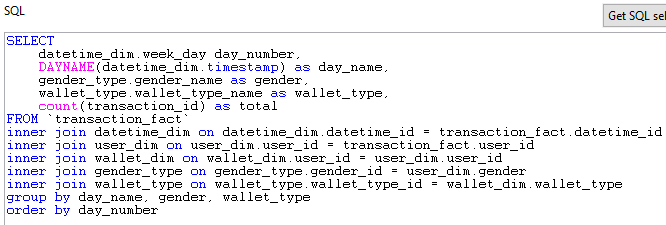 SQL
Get SQL sel
SELECT
datetime_dim.week_day day_number,
DAYNAME(datetime_dim.timestamp) as day_name,
gender_type.gender_name as gender,
wallet_type.wallet_type_name as wallet_type,
count(transaction_id) as total
FROM `transaction_fact`
inner join datetime_dim on datetime_dim.datetime_id = transaction_fact.datetime_id
inner join user_dim on user_dim.user_id = transaction_fact.user_id
inner join wallet_dim on wallet_dim.user_id = user_dim.user_id
inner join gender_type on gender_type.gender_id = user_dim.gender
inner join wallet_type on wallet_type.wallet_type_id = wallet_dim.wallet_type
group by day_name, gender, wallet_type
order by day_number